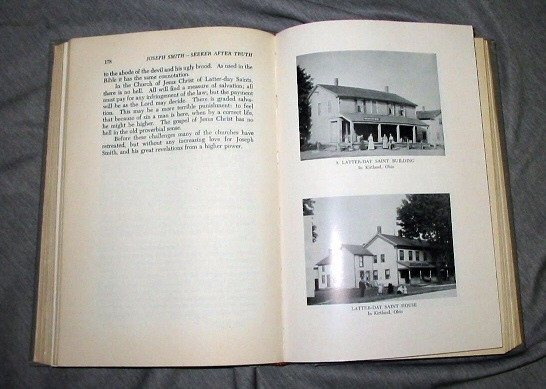 178 JOSEPH SMITH—SEEKER AFTER TRUTH
to the abode of the devil and his ugly brood. As used in the
Bible it has the same connotation.
In the Church of Jesus Christ of Latter-day Saints,
there is no hell. All will find a measure of salvation; all
must pay for any infringement of the law, but the payment
will be as the Lord may decide. There is graded salva-
tion. This may be a more terrible punishment: to feel
that because of sin a man is here, when by a correct life,
he might be higher. The gospel of Jesus Christ has no
hell in the old proverbial sense.
Before these challenges many of the churches have
retreated, but without any increasing love for Joseph
Smith, and his great revelations from a higher power.
A LATTER-DAY SAINT BUILDING
In Kirtland, Ohio
LATTER-DAY SAINT HOUSE
In Kirtland, Ohio